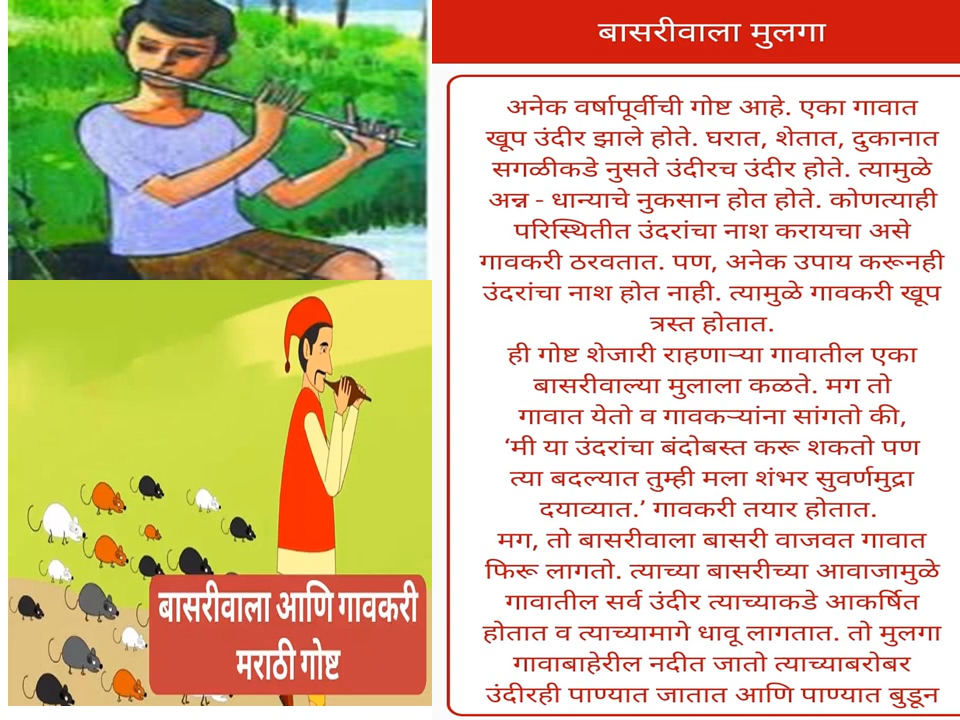 बासरीवाला मुलगा
अनेक वर्षापूर्वीची गोष्ट आहे. एका गावात
खूप उंदीर झाले होते. घरात, शेतात, दुकानात
सगळीकडे नुसते उंदीरच उंदीर होते. त्यामुळे
अन्न - धान्याचे नुकसान होत होते. कोणत्याही
परिस्थितीत उंदरांचा नाश करायचा असे
गावकरी ठरवतात. पण, अनेक उपाय करूनही
उंदरांचा नाश होत नाही. त्यामुळे गावकरी खूप
त्रस्त होतात.
ही गोष्ट शेजारी राहणाऱ्या गावातील एका
बासरीवाल्या मुलाला कळते. मग तो
गावात येतो व गावकऱ्यांना सांगतो की,
‘मी या उंदरांचा बंदोबस्त करू शकतो पण
त्या बदल्यात तुम्ही मला शंभर सुवर्णमुद्रा
दयाव्यात.’ गावकरी तयार होतात.
मग, तो बासरीवाला बासरी वाजवत गावात
फिरू लागतो. त्याच्या बासरीच्या आवाजामुळे
गावातील सर्व उंदीर त्याच्याकडे आकर्षित
होतात व त्याच्यामागे धावू लागतात. तो मुलगा
गावाबाहेरील नदीत जातो त्याच्याबरोबर
उंदीरही पाण्यात जातात आणि पाण्यात बुडून
बासरीवाला आणि गावकरी
मराठी गोष्ट